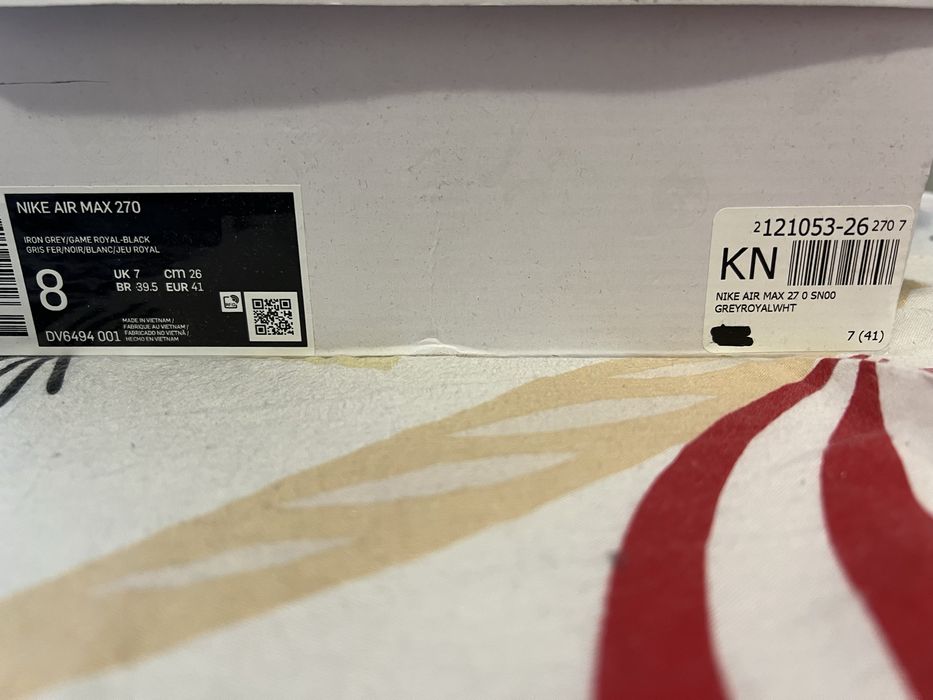 NIKE AIR MAX 270
IRON GREY/GAME ROYAL-BLACK
GRIS FER/NOIR/BLANC/JEU ROYAL
8
UK 7 cm 26
BR 39.5 EUR 41
MADE IN VIETNAM /
FABRIQUE AU VIETNAM /
FABRICADO NO VIETNÃ /
HECHO EN VIETNAM
DV6494 001
2 121053-26 270 7
KN
NIKE AIR MAX 27 0 SN00
GREYROYALWHT
7 (41)